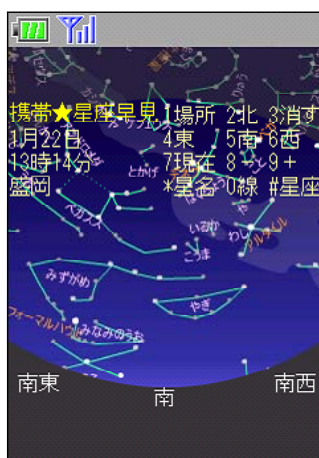 携帯★星座早見 1場所 2北 3消す
1月22日 4東 5南 6西
13時14分 7現在 8- 9+
盛岡 *星名 0線 #星座
とかげ
ペガスス
いるか
わし
アルタイル
こうま
みずがめ
やぎ
フォーマルハウト
みなみのうお
南東 南 南西